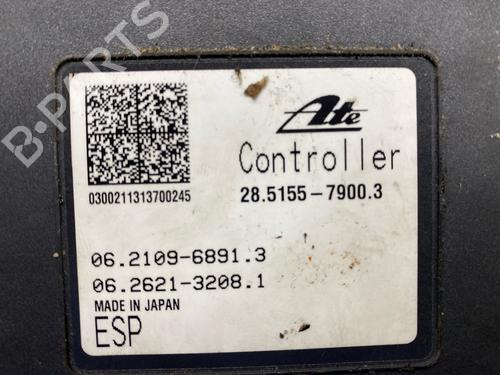 Ate
Controller
0300211313700245
28.5155-7900.3
06.2109-6891.3
06.2621-3208.1
MADE IN JAPAN
ESP
B-PARTS